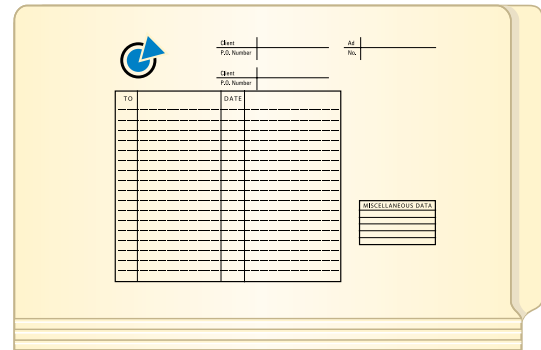 Client
P.O. Number
Ad
No.
Client
P.O. Number
TO DATE
MISCELLANEOUS DATA